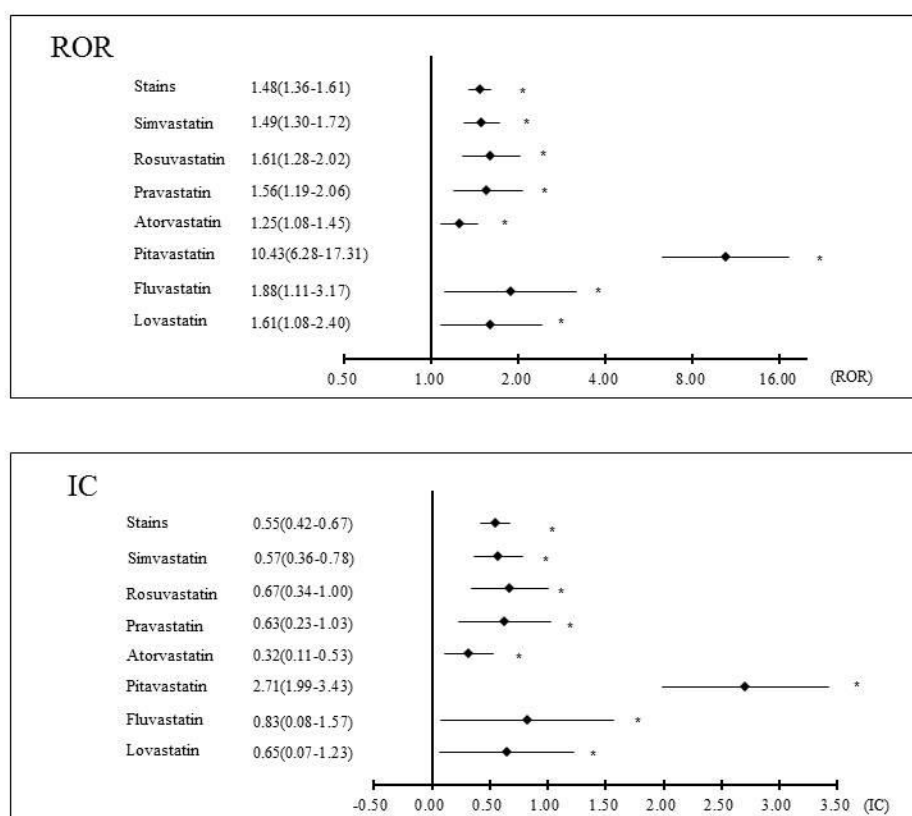 ROR
Stains 1.48(1.36-1.61) *
Simvastatin 1.49(1.30-1.72) *
Rosuvastatin 1.61(1.28-2.02) *
Pravastatin 1.56(1.19-2.06) *
Atorvastatin 1.25(1.08-1.45) *
Pitavastatin 10.43(6.28-17.31) *
Fluvastatin 1.88(1.11-3.17) *
Lovastatin 1.61(1.08-2.40) *
0.50 1.00 2.00 4.00 8.00 16.00 (ROR)
IC
Stains 0.55(0.42-0.67) *
Simvastatin 0.57(0.36-0.78) *
Rosuvastatin 0.67(0.34-1.00) *
Pravastatin 0.63(0.23-1.03) *
Atorvastatin 0.32(0.11-0.53) *
Pitavastatin 2.71(1.99-3.43) *
Fluvastatin 0.83(0.08-1.57) *
Lovastatin 0.65(0.07-1.23) *
-0.50 0.00 0.50 1.00 1.50 2.00 2.50 3.00 3.50 (IC)